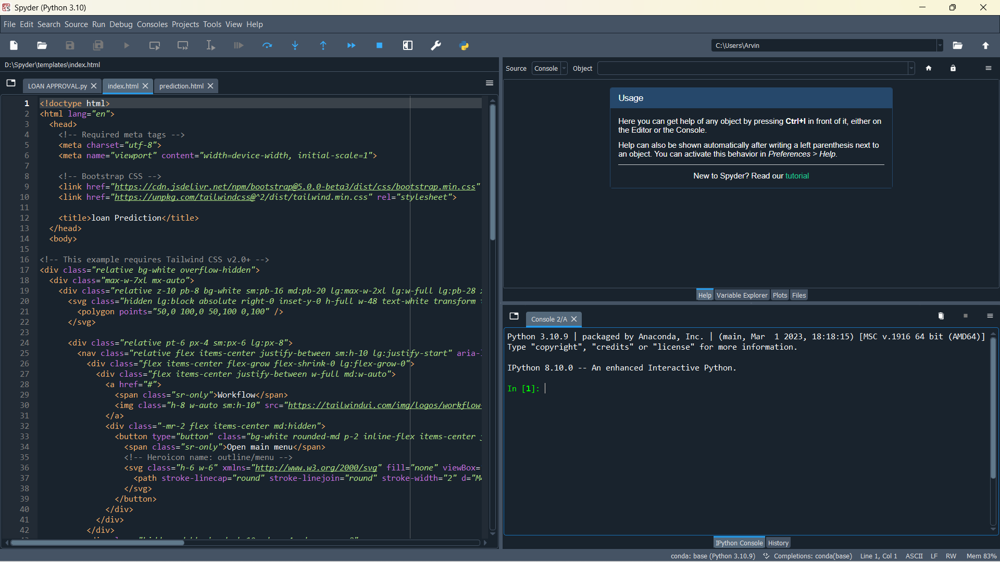 Spyder (Python 3.10)
File Edit Search Source Run Debug Consoles Projects Tools View Help
C:\Users\Arvin
D:\Spyder\templates\index.html
LOAN APPROVAL.py
index.html
prediction.html
1 <!doctype html>
2 <html lang="en">
3 <head>
4 <!-- Required meta tags -->
5 <meta charset="utf-8">
6 <meta name="viewport" content="width=device-width, initial-scale=1">
7
8 <!-- Bootstrap CSS -->
9 <link href="https://cdn.jsdelivr.net/npm/bootstrap@5.0.0-beta3/dist/css/bootstrap.min.css"
10 <link href="https://unpkg.com/tailwindcss@^2/dist/tailwind.min.css" rel="stylesheet">
11
12 <title>loan Prediction</title>
13 </head>
14 <body>
15
16 <!-- This example requires Tailwind CSS v2.0+ -->
17 <div class="relative bg-white overflow-hidden">
18 <div class="max-w-7xl mx-auto">
19 <div class="relative z-10 pb-8 bg-white sm:pb-16 md:pb-20 lg:max-w-2xl lg:w-full lg:pb-28
20 <svg class="hidden lg:block absolute right-0 inset-y-0 h-full w-48 text-white transform
21 <polygon points="50,0 100,0 50,100 0,100" />
22 </svg>
23
24 <div class="relative pt-6 px-4 sm:px-6 lg:px-8">
25 <nav class="relative flex items-center justify-between sm:h-10 lg:justify-start" aria-
26 <div class="flex items-center flex-grow flex-shrink-0 lg:flex-grow-0">
27 <div class="flex items-center justify-between w-full md:w-auto">
28 <a href="#">
29 <span class="sr-only">Workflow</span>
30 <img class="h-8 w-auto sm:h-10" src="https://tailwindui.com/img/logos/workflow-
31 </a>
32 <div class="-mr-2 flex items-center md:hidden">
33 <button type="button" class="bg-white rounded-md p-2 inline-flex items-center
34 <span class="sr-only">Open main menu</span>
35 <!-- Heroicon name: outline/menu -->
36 <svg class="h-6 w-6" xmlns="http://www.w3.org/2000/svg" fill="none" viewBox=
37 <path stroke-linecap="round" stroke-linejoin="round" stroke-width="2" d="M4
38 </svg>
39 </button>
40 </div>
41 </div>
42 </div>
Source Console Object
Usage
Here you can get help of any object by pressing Ctrl+I in front of it, either on
the Editor or the Console.
Help can also be shown automatically after writing a left parenthesis next to
an object. You can activate this behavior in Preferences > Help.
New to Spyder? Read our tutorial
Help Variable Explorer Plots Files
Console 2/A
Python 3.10.9 | packaged by Anaconda, Inc. | (main, Mar  1 2023, 18:18:15) [MSC v.1916 64 bit (AMD64)]
Type "copyright", "credits" or "license" for more information.
IPython 8.10.0 -- An enhanced Interactive Python.
In [1]:
IPython Console History
conda: base (Python 3.10.9) Completions: conda(base) Line 1, Col 1 ASCII LF RW Mem 83%